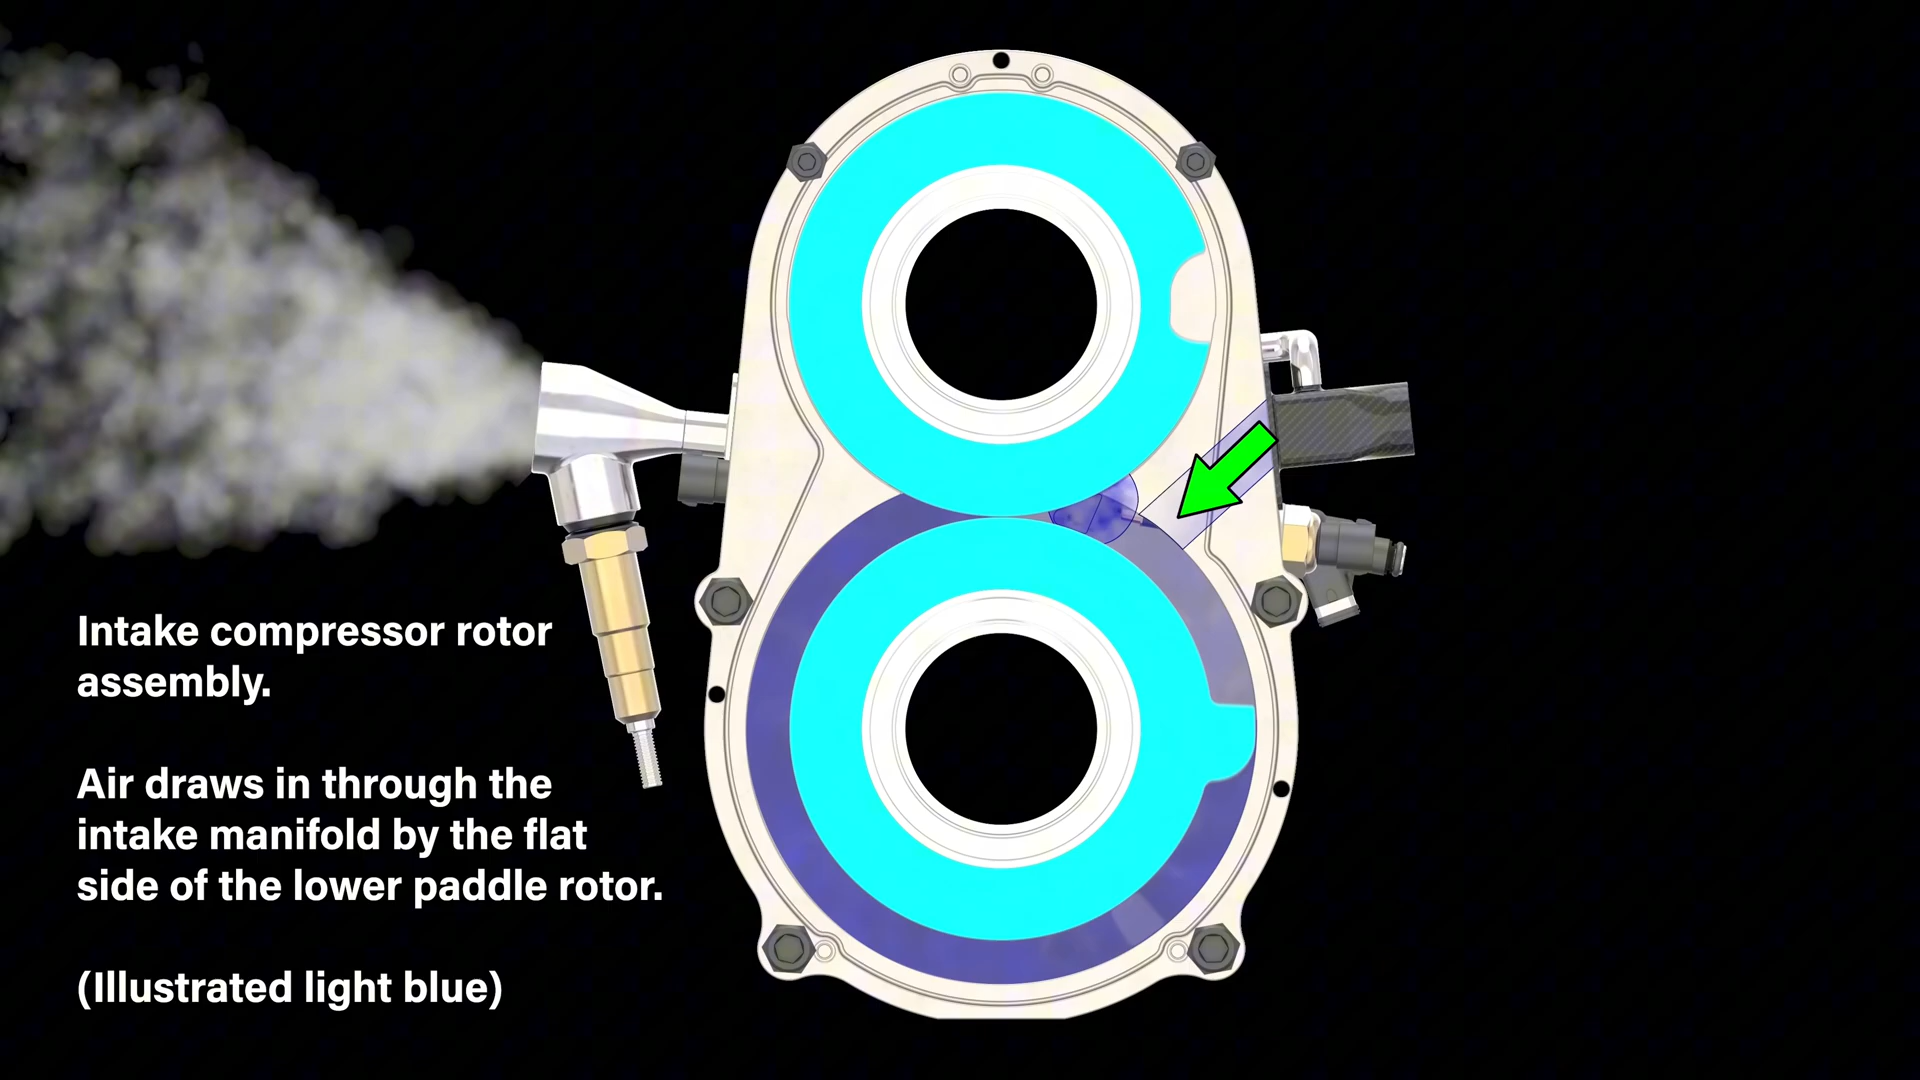 Intake compressor rotor
assembly.
Air draws in through the
intake manifold by the flat
side of the lower paddle rotor.
(Illustrated light blue)